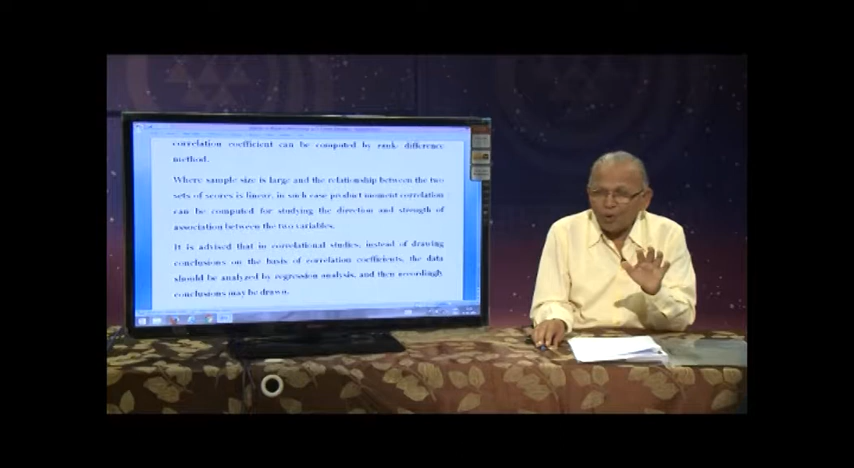 correlation coefficient can be computed by rank difference
method.
Where sample size is large and the relationship between the two
sets of scores is linear, in such case product moment correlation
can be computed for studying the direction and strength of
association between the two variables.
It is advised that in correlational studies, instead of drawing
conclusions on the basis of correlation coefficients, the data
should be analyzed by regression analysis, and then accordingly
conclusions may be drawn.